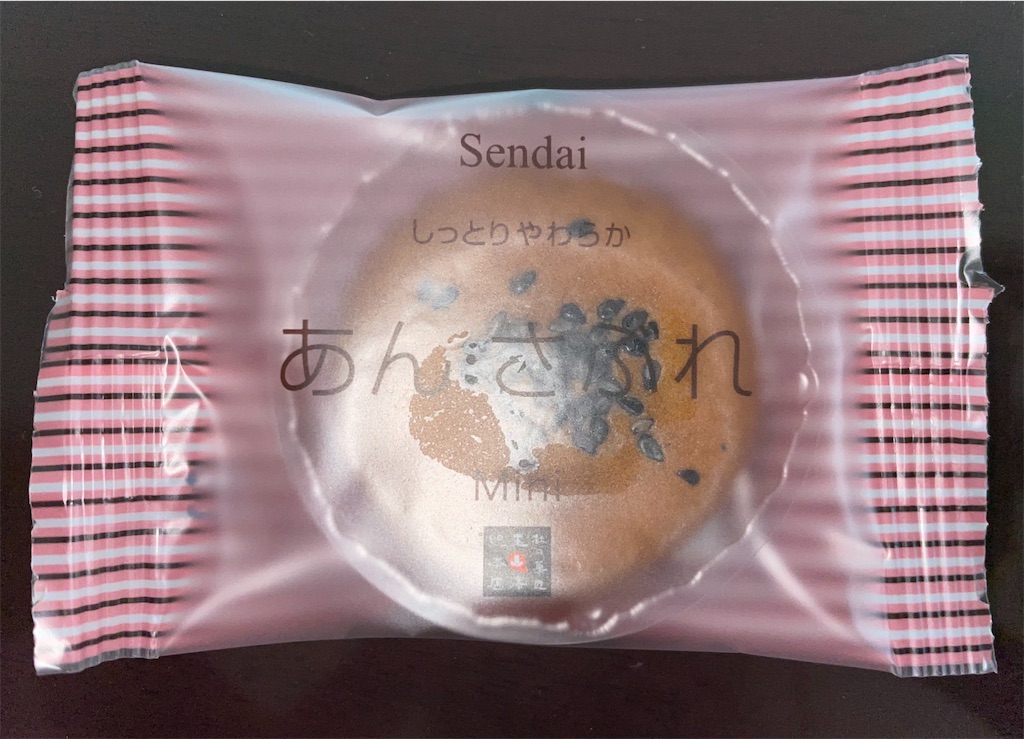 Sendai
しっとりやわらか
あんさぶれ
Mini